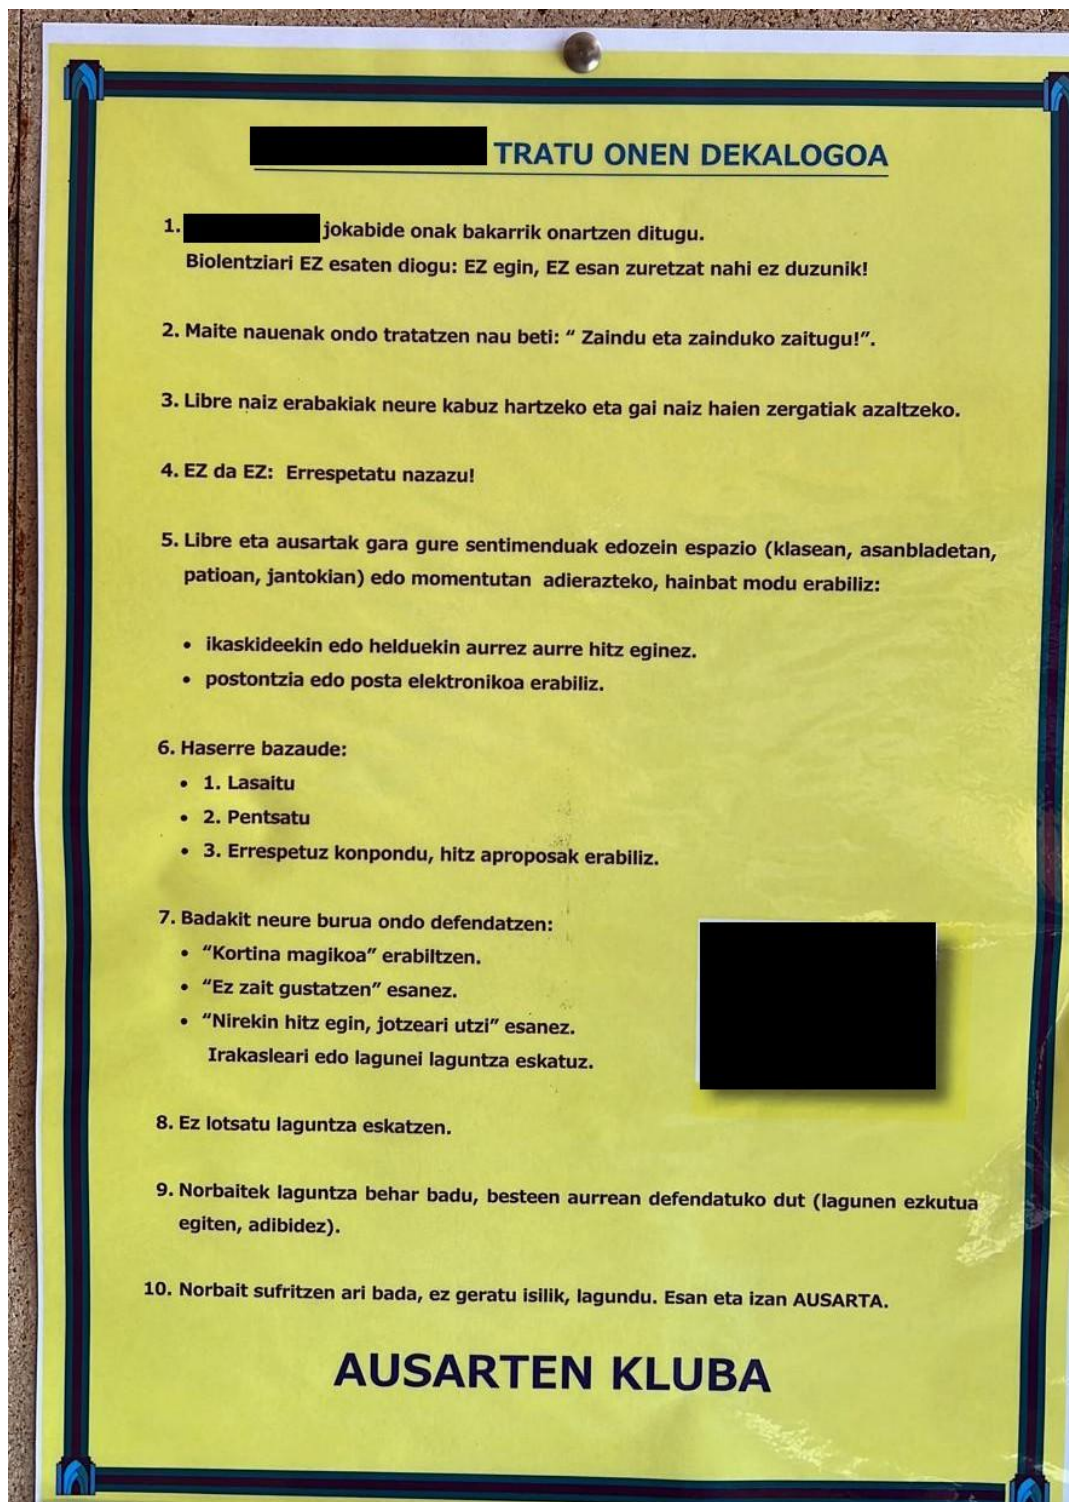 TRATU ONEN DEKALOGOA
1. jokabide onak bakarrik onartzen ditugu.
Biolentziari EZ esaten diogu: EZ egin, EZ esan zuretzat nahi ez duzunik!
2. Maite nauenak ondo tratatzen nau beti: “ Zaindu eta zainduko zaitugu!”.
3. Libre naiz erabakiak neure kabuz hartzeko eta gai naiz haien zergatiak azaltzeko.
4. EZ da EZ: Errespetatu nazazu!
5. Libre eta ausartak gara gure sentimenduak edozein espazio (klasean, asanbladetan,
patioan, jantokian) edo momentutan adierazteko, hainbat modu erabiliz:
• ikaskideekin edo helduekin aurrez aurre hitz eginez.
• postontzia edo posta elektronikoa erabiliz.
6. Haserre bazaude:
• 1. Lasaitu
• 2. Pentsatu
• 3. Errespetuz konpondu, hitz aproposak erabiliz.
7. Badakit neure burua ondo defendatzen:
• “Kortina magikoa” erabiltzen.
• “Ez zait gustatzen” esanez.
• “Nirekin hitz egin, jotzeari utzi” esanez.
Irakasleari edo lagunei laguntza eskatuz.
8. Ez lotsatu laguntza eskatzen.
9. Norbaitek laguntza behar badu, besteen aurrean defendatuko dut (lagunen ezkutua
egiten, adibidez).
10. Norbait sufritzen ari bada, ez geratu isilik, lagundu. Esan eta izan AUSARTA.
AUSARTEN KLUBA